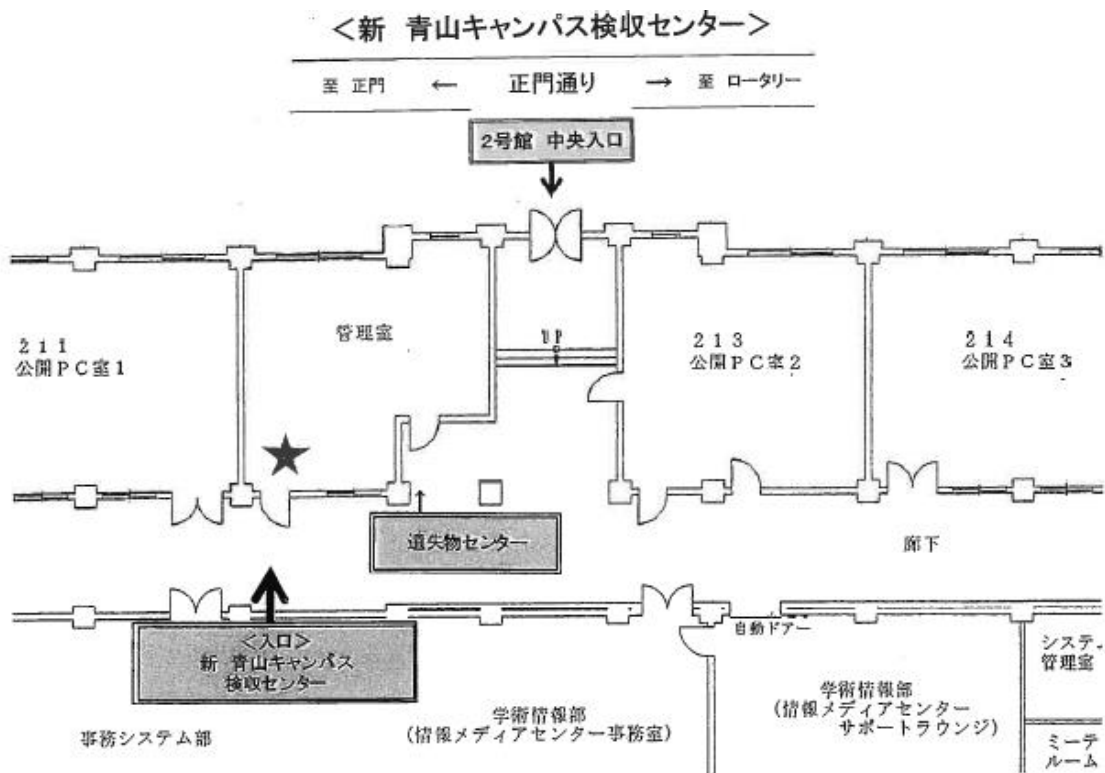 ＜新 青山キャンパス検収センター＞
至 正門 ← 正門通り → 至 ロータリー
2号館 中央入口
管理室
UP
211
公開PC室1
213
公開PC室2
214
公開PC室3
遺失物センター
廊下
＜入口＞
新 青山キャンパス
検収センター
自動ドアー
事務システム部
学術情報部
(情報メディアセンター事務室)
学術情報部
(情報メディアセンター
サポートラウンジ)
システ
管理室
ミーテ
ルーム